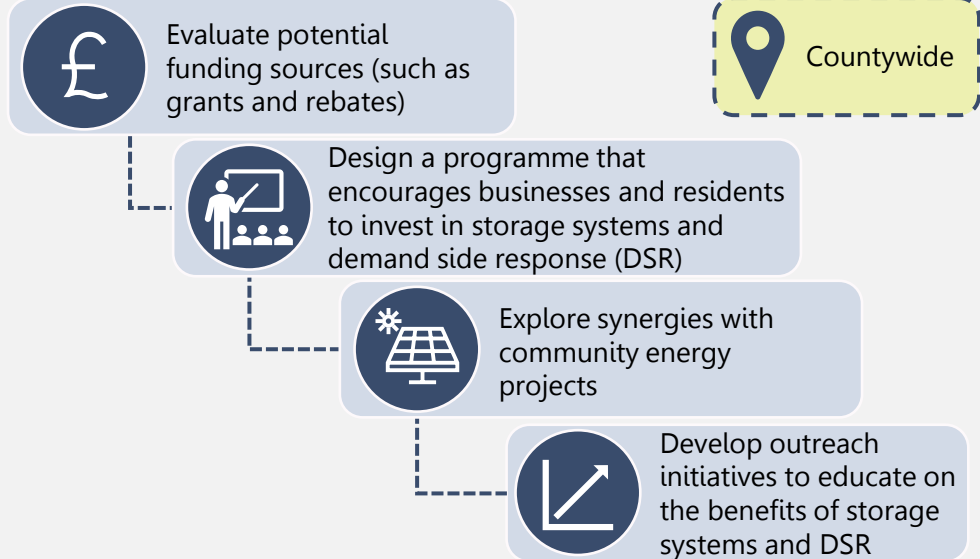 £
Evaluate potential
funding sources (such as
grants and rebates)
Countywide
Design a programme that
encourages businesses and residents
to invest in storage systems and
demand side response (DSR)
Explore synergies with
community energy
projects
Develop outreach
initiatives to educate on
the benefits of storage
systems and DSR